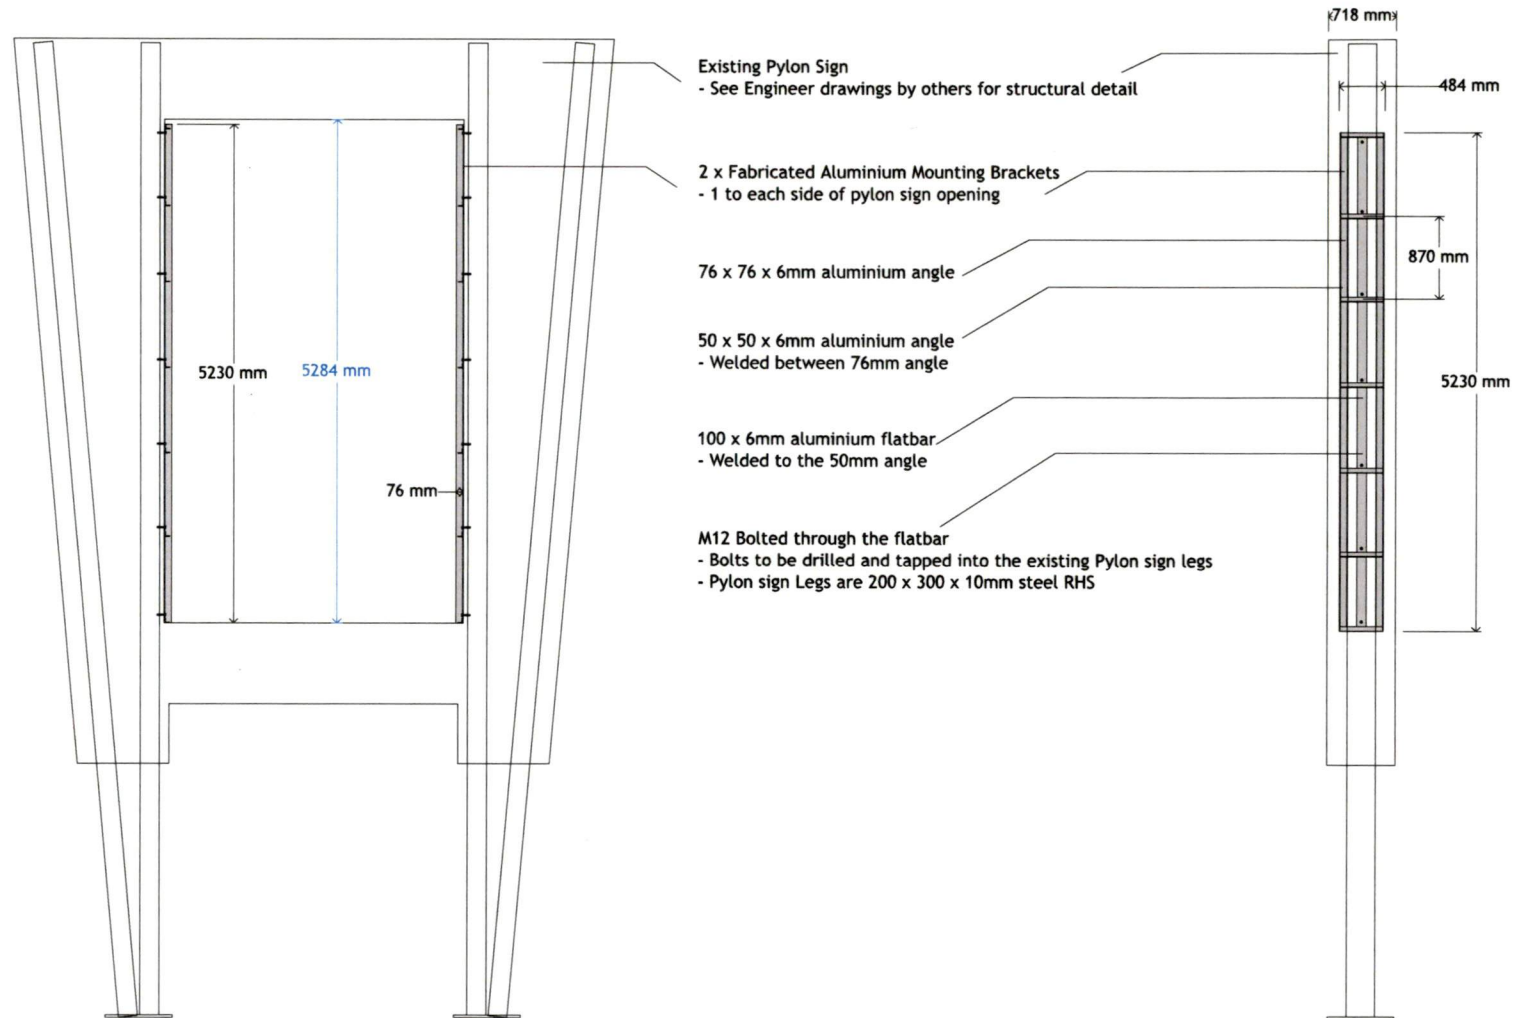 718 mm
Existing Pylon Sign
- See Engineer drawings by others for structural detail
484 mm
2 x Fabricated Aluminium Mounting Brackets
- 1 to each side of pylon sign opening
870 mm
76 x 76 x 6mm aluminium angle
50 x 50 x 6mm aluminium angle
- Welded between 76mm angle
5230 mm
5284 mm
5230 mm
100 x 6mm aluminium flatbar
- Welded to the 50mm angle
76 mm
M12 Bolted through the flatbar
- Bolts to be drilled and tapped into the existing Pylon sign legs
- Pylon sign Legs are 200 x 300 x 10mm steel RHS